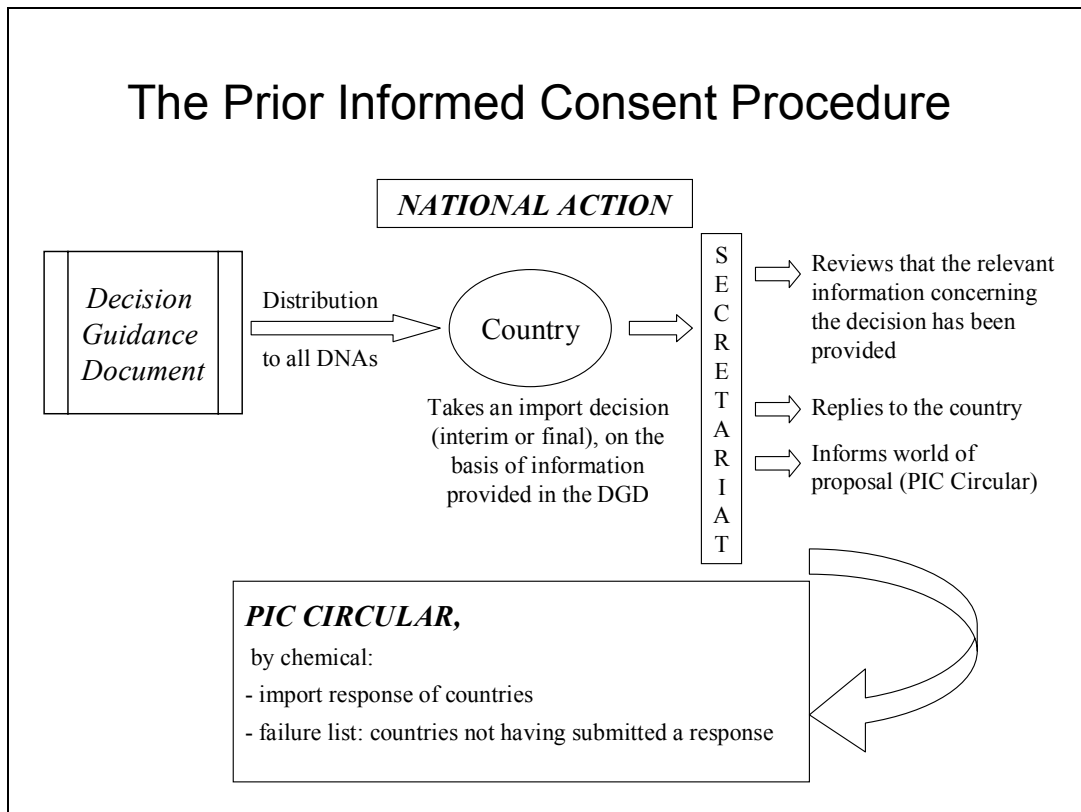 The Prior Informed Consent Procedure
NATIONAL ACTION
Decision
Guidance
Document
Distribution
to all DNAs
Country
Takes an import decision
(interim or final), on the
basis of information
provided in the DGD
SECRETARIAT
Reviews that the relevant
information concerning
the decision has been
provided
Replies to the country
Informs world of
proposal (PIC Circular)
PIC CIRCULAR,
by chemical:
- import response of countries
- failure list: countries not having submitted a response